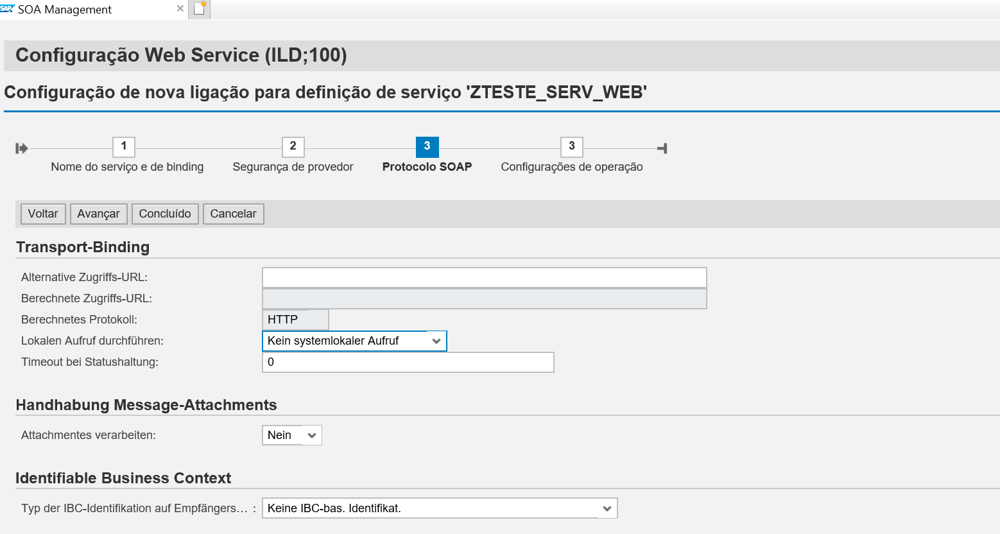 SAP SOA Management
Configuração Web Service (ILD;100)
Configuração de nova ligação para definição de serviço 'ZTESTE_SERV_WEB'
1 2 3 3
Nome do serviço e de binding Segurança de provedor Protocolo SOAP Configurações de operação
Voltar Avançar Concluído Cancelar
Transport-Binding
Alternative Zugriffs-URL:
Berechnete Zugriffs-URL:
Berechnetes Protokoll: HTTP
Lokalen Aufruf durchführen: Kein systemlokaler Aufruf
Timeout bei Statushaltung: 0
Handhabung Message-Attachments
Attachmentes verarbeiten: Nein
Identifiable Business Context
Typ der IBC-Identifikation auf Empfängers... : Keine IBC-bas. Identifikat.